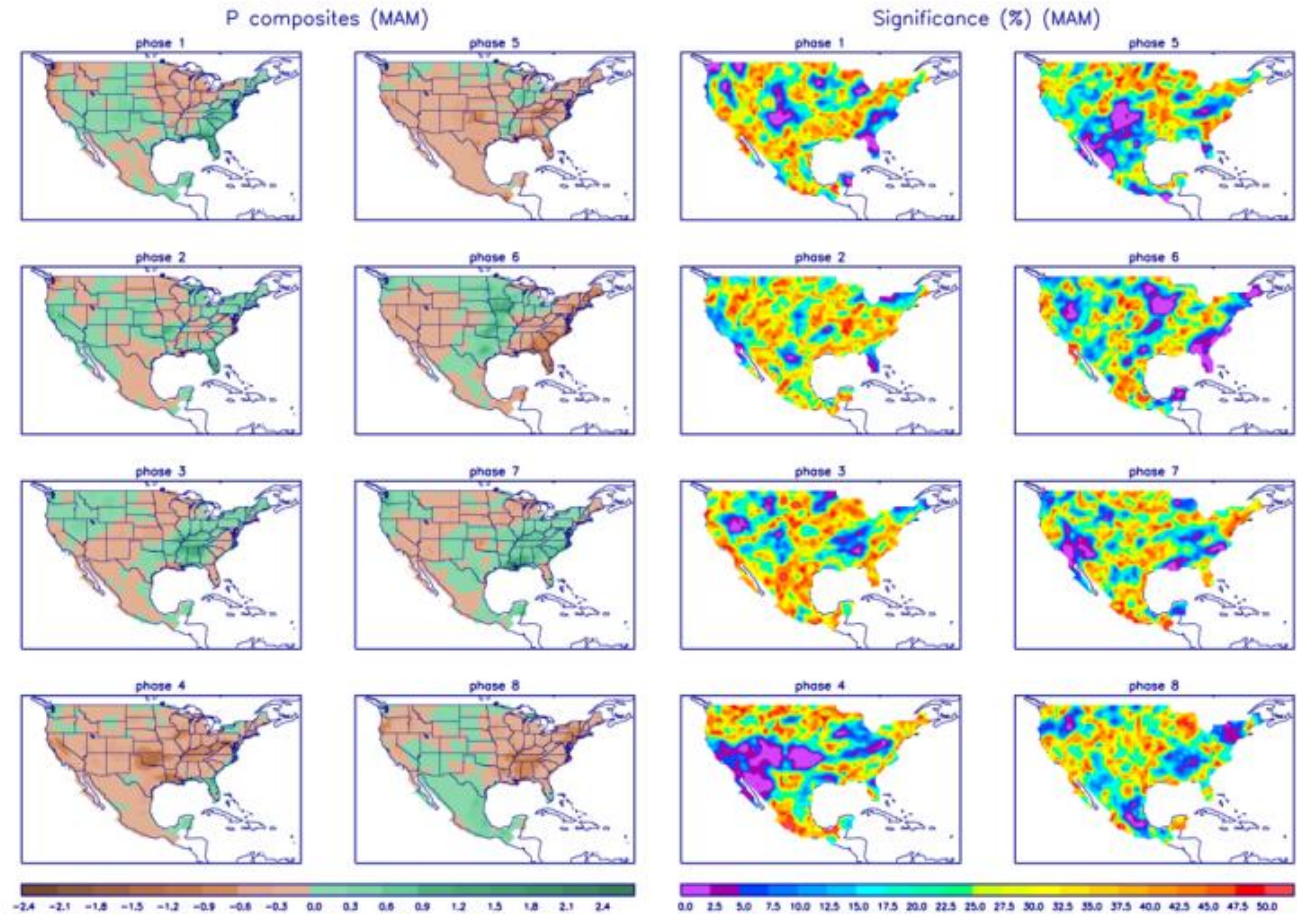 P composites (MAM)
Significance (%) (MAM)
phase 1
phase 5
phase 1
phase 5
phase 2
phase 6
phase 2
phase 6
phase 3
phase 7
phase 3
phase 7
phase 4
phase 8
phase 4
phase 8
−2.4 −2.1 −1.8 −1.5 −1.2 −0.9 −0.6 −0.3 0.0 0.3 0.6 0.9 1.2 1.5 1.8 2.1 2.4
0.0 2.5 5.0 7.5 10.0 12.5 15.0 17.5 20.0 22.5 25.0 27.5 30.0 32.5 35.0 37.5 40.0 42.5 45.0 47.5 50.0